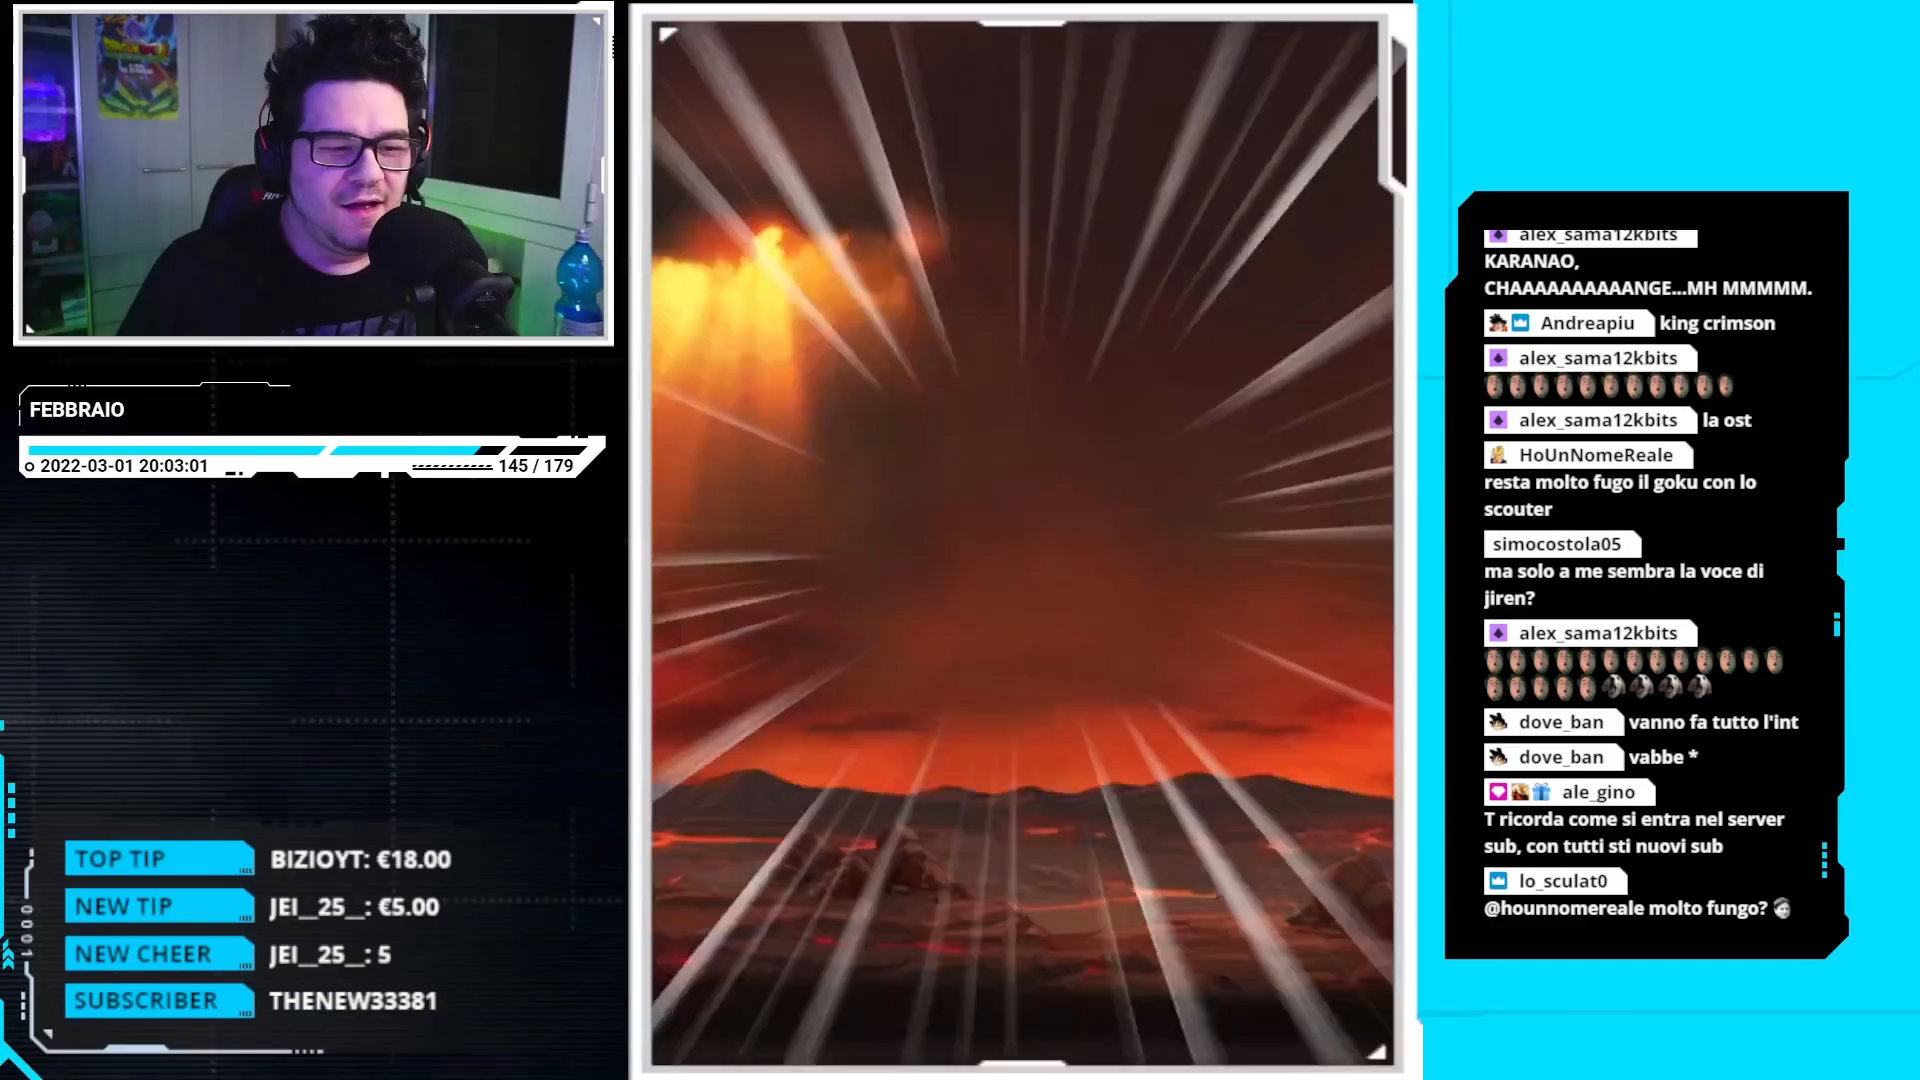 FEBBRAIO
2022-03-01 20:03:01
145 / 179
TOP TIP
BIZIOYT: €18.00
NEW TIP
JEI__25__: €5.00
NEW CHEER
JEI__25__: 5
SUBSCRIBER
THENEW33381
0001
alex_sama12kbits
KARANAO,
CHAAAAAAAAAANGE...MH MMMMM.
Andreapiu king crimson
alex_sama12kbits
alex_sama12kbits la ost
HoUnNomeReale
resta molto fugo il goku con lo
scouter
simocostola05
ma solo a me sembra la voce di
jiren?
alex_sama12kbits
dove_ban vanno fa tutto l'int
dove_ban vabbe *
ale_gino
T ricorda come si entra nel server
sub, con tutti sti nuovi sub
lo_sculat0
@hounnomereale molto fungo?